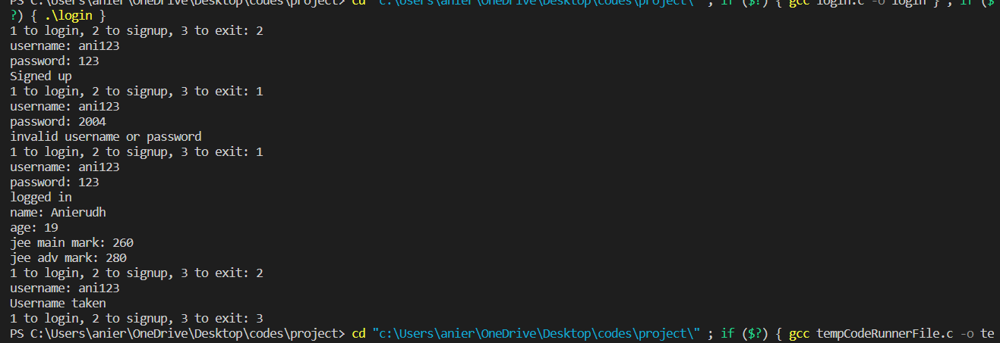 PS C:\Users\anier\OneDrive\Desktop\codes\project> cd "c:\Users\anier\OneDrive\Desktop\codes\project\" ; if ($?) { gcc login.c -o login } ; if ($
?) { .\login }
1 to login, 2 to signup, 3 to exit: 2
username: ani123
password: 123
Signed up
1 to login, 2 to signup, 3 to exit: 1
username: ani123
password: 2004
invalid username or password
1 to login, 2 to signup, 3 to exit: 1
username: ani123
password: 123
logged in
name: Anierudh
age: 19
jee main mark: 260
jee adv mark: 280
1 to login, 2 to signup, 3 to exit: 2
username: ani123
Username taken
1 to login, 2 to signup, 3 to exit: 3
PS C:\Users\anier\OneDrive\Desktop\codes\project> cd "c:\Users\anier\OneDrive\Desktop\codes\project\" ; if ($?) { gcc tempCodeRunnerFile.c -o te